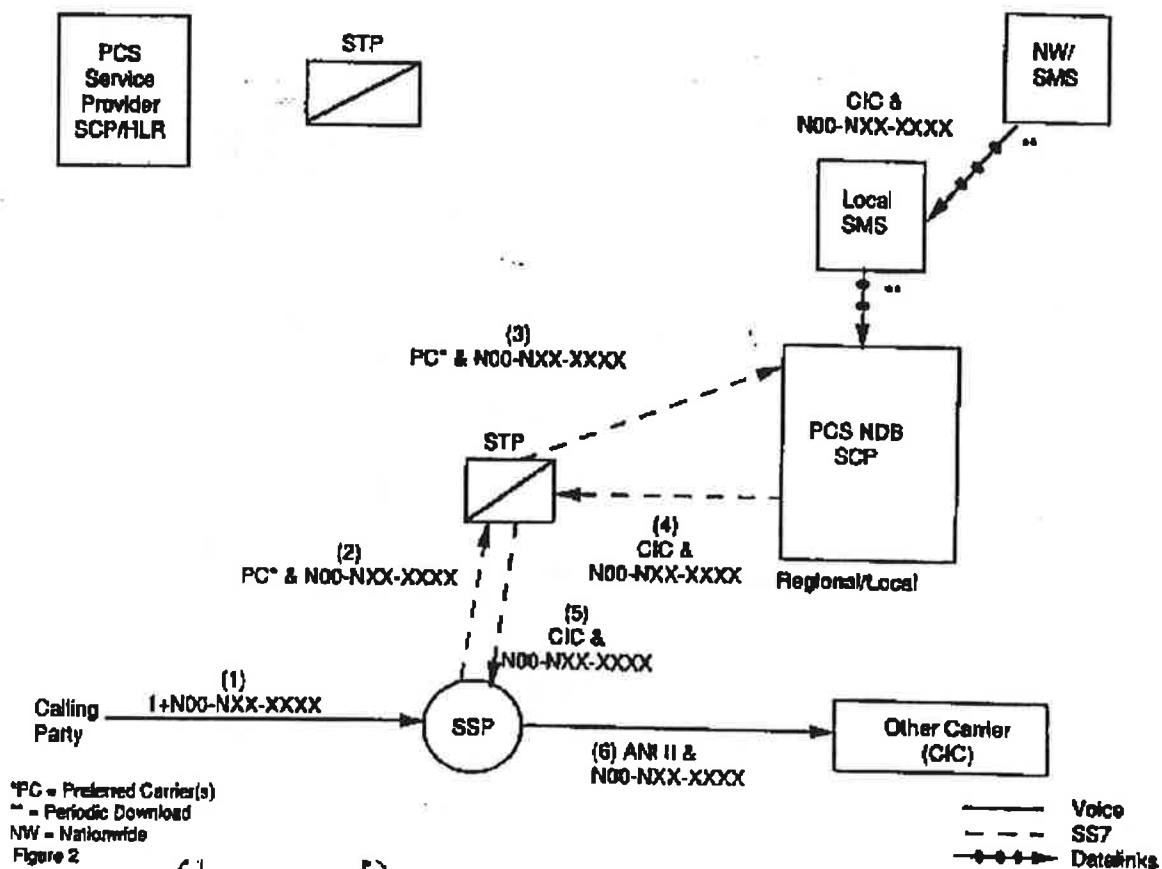 PCS
Service
Provider
SCP/HLR
STP
NW/
SMS
CIC &
N00-NXX-XXXX
**
Local
SMS
**
(3)
PC* & N00-NXX-XXXX
STP
PCS NDB
SCP
(4)
CIC &
N00-NXX-XXXX
Regional/Local
(2)
PC* & N00-NXX-XXXX
(5)
CIC &
N00-NXX-XXXX
Calling
Party
(1)
1+N00-NXX-XXXX
SSP
(6) ANI II &
N00-NXX-XXXX
Other Carrier
(CIC)
*PC = Preferred Carrier(s)
** = Periodic Download
NW = Nationwide
Figure 2
Voice
SS7
Datalinks